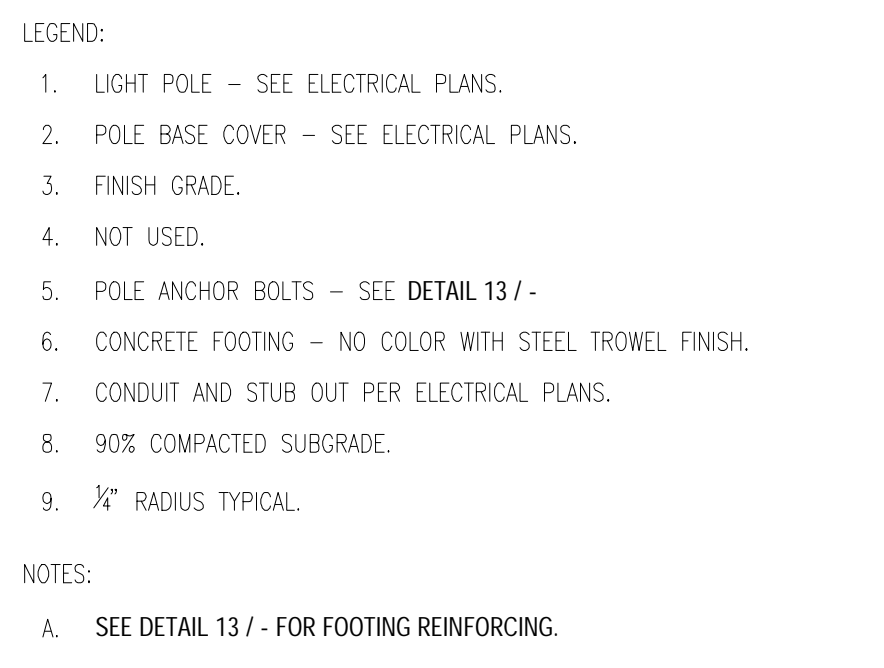 LEGEND:
1. LIGHT POLE – SEE ELECTRICAL PLANS.
2. POLE BASE COVER – SEE ELECTRICAL PLANS.
3. FINISH GRADE.
4. NOT USED.
5. POLE ANCHOR BOLTS – SEE DETAIL 13 / -
6. CONCRETE FOOTING – NO COLOR WITH STEEL TROWEL FINISH.
7. CONDUIT AND STUB OUT PER ELECTRICAL PLANS.
8. 90% COMPACTED SUBGRADE.
9. ¼” RADIUS TYPICAL.
NOTES:
A. SEE DETAIL 13 / - FOR FOOTING REINFORCING.